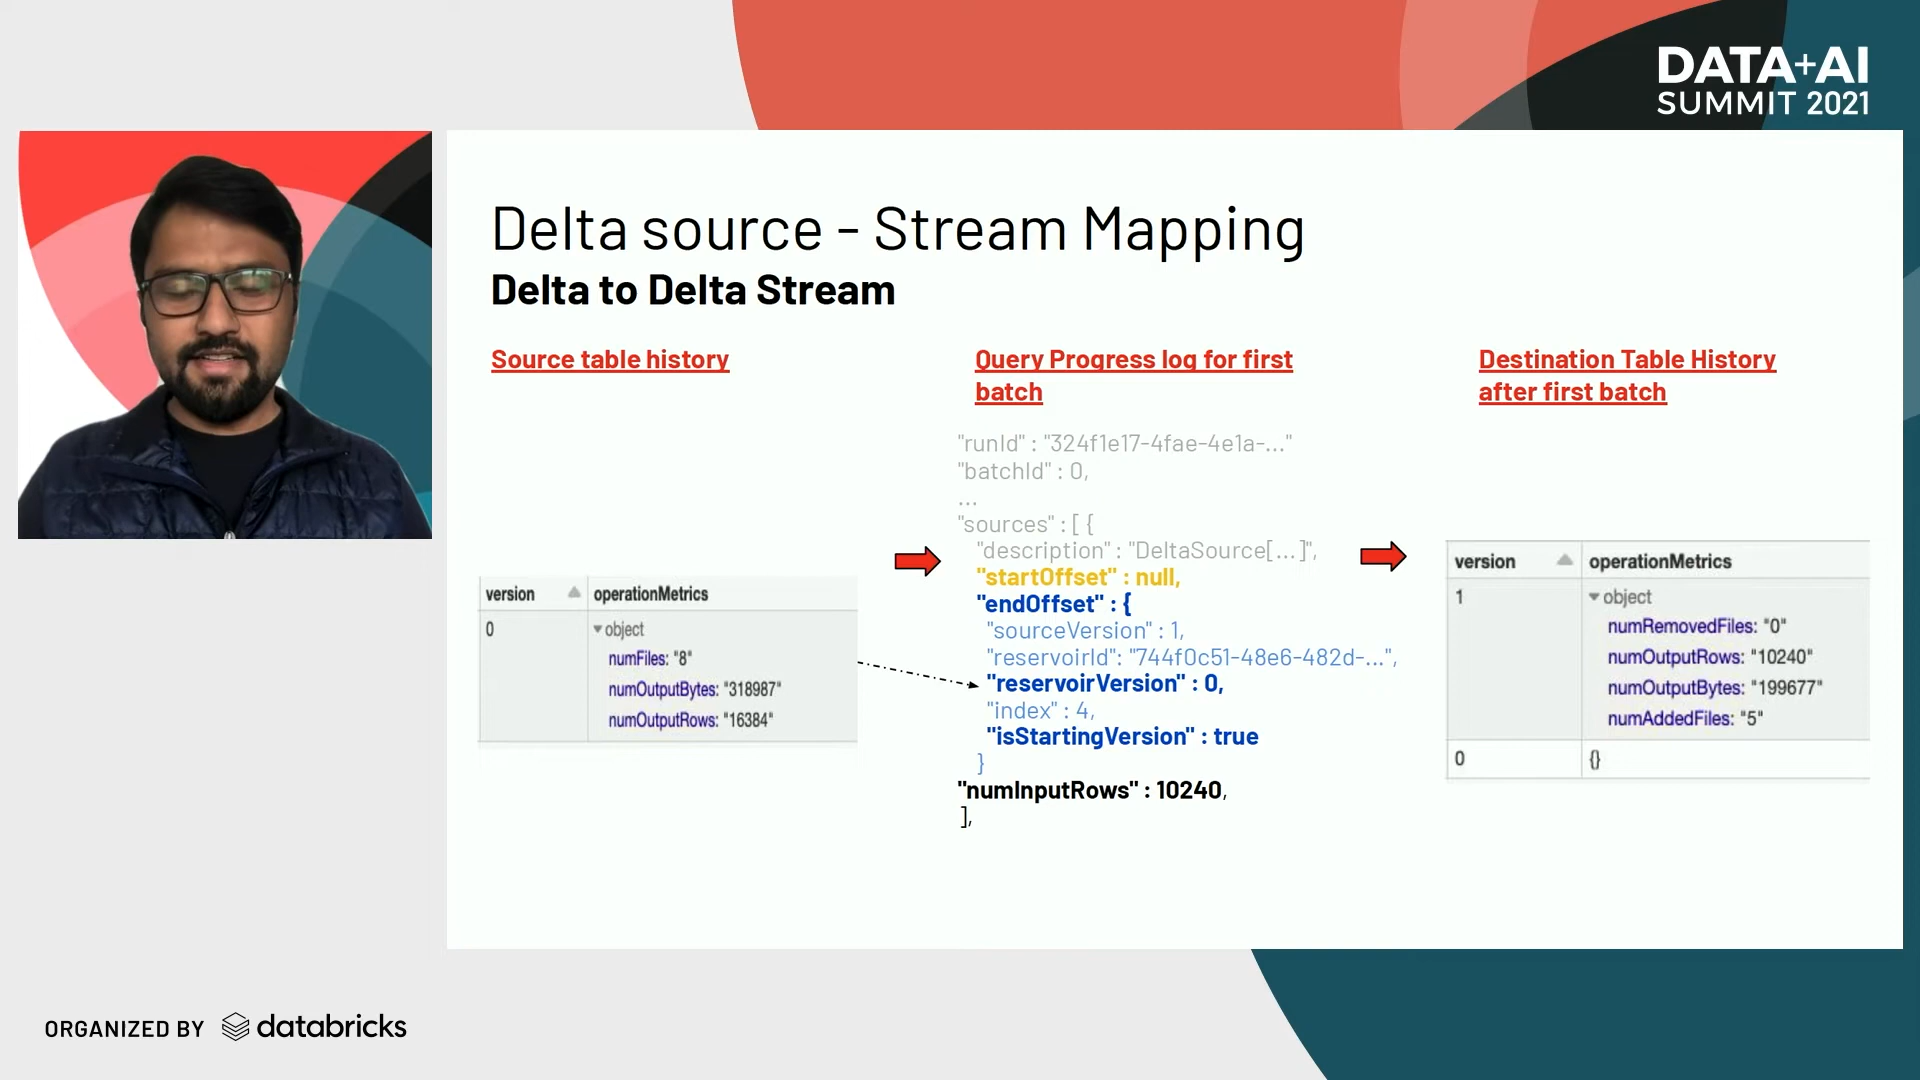 DATA+AI
SUMMIT 2021
Delta source - Stream Mapping
Delta to Delta Stream
Source table history
version operationMetrics
0 object
numFiles: "8"
numOutputBytes: "318987"
numOutputRows: "16384"
Query Progress log for first
batch
"runId" : "324f1e17-4fae-4e1a-..."
"batchId" : 0,
...
"sources" : [ {
"description" : "DeltaSource[...]",
"startOffset" : null,
"endOffset" : {
"sourceVersion" : 1,
"reservoirId" : "744f0c51-48e6-482d-...",
"reservoirVersion" : 0,
"index" : 4,
"isStartingVersion" : true
}
"numInputRows" : 10240,
],
Destination Table History
after first batch
version operationMetrics
1 object
numRemovedFiles: "0"
numOutputRows: "10240"
numOutputBytes: "199677"
numAddedFiles: "5"
0 {}
ORGANIZED BY databricks